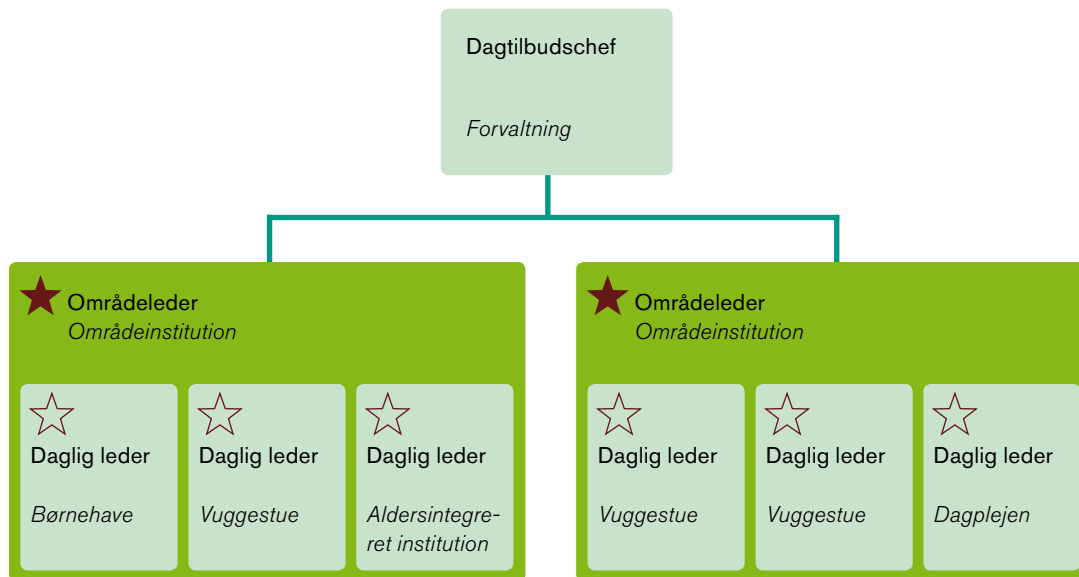 Dagtilbudschef
Forvaltning
Områdeleder
Områdeinstitution
Daglig leder
Børnehave
Daglig leder
Vuggestue
Daglig leder
Aldersintegre-
ret institution
Områdeleder
Områdeinstitution
Daglig leder
Vuggestue
Daglig leder
Vuggestue
Daglig leder
Dagplejen